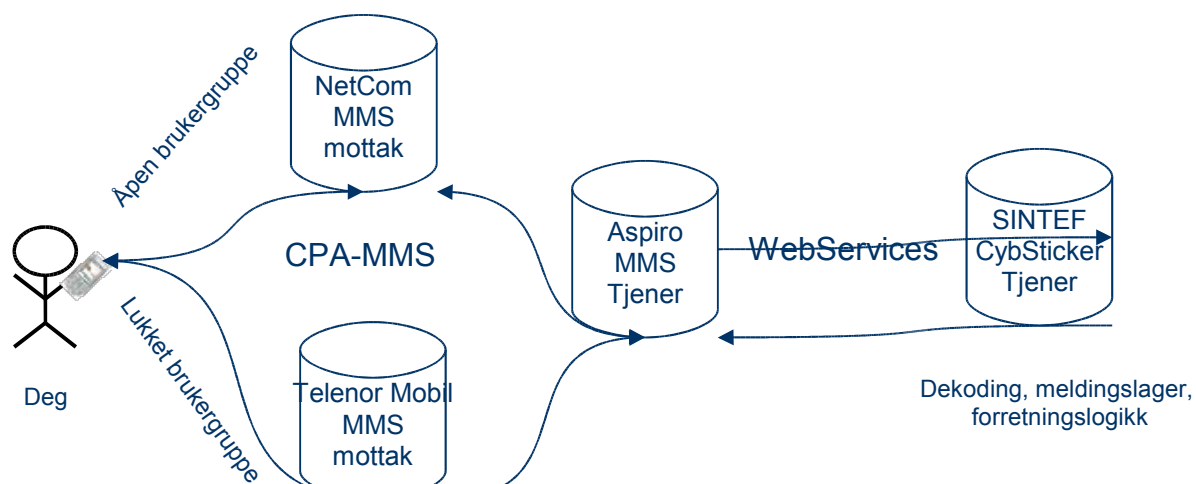 Åpen brukergruppe
NetCom
MMS
mottak
CPA-MMS
Aspiro
MMS
Tjener
WebServices
SINTEF
CybSticker
Tjener
Deg
Lukket brukergruppe
Telenor Mobil
MMS
mottak
Dekoding, meldingslager,
forretningslogikk